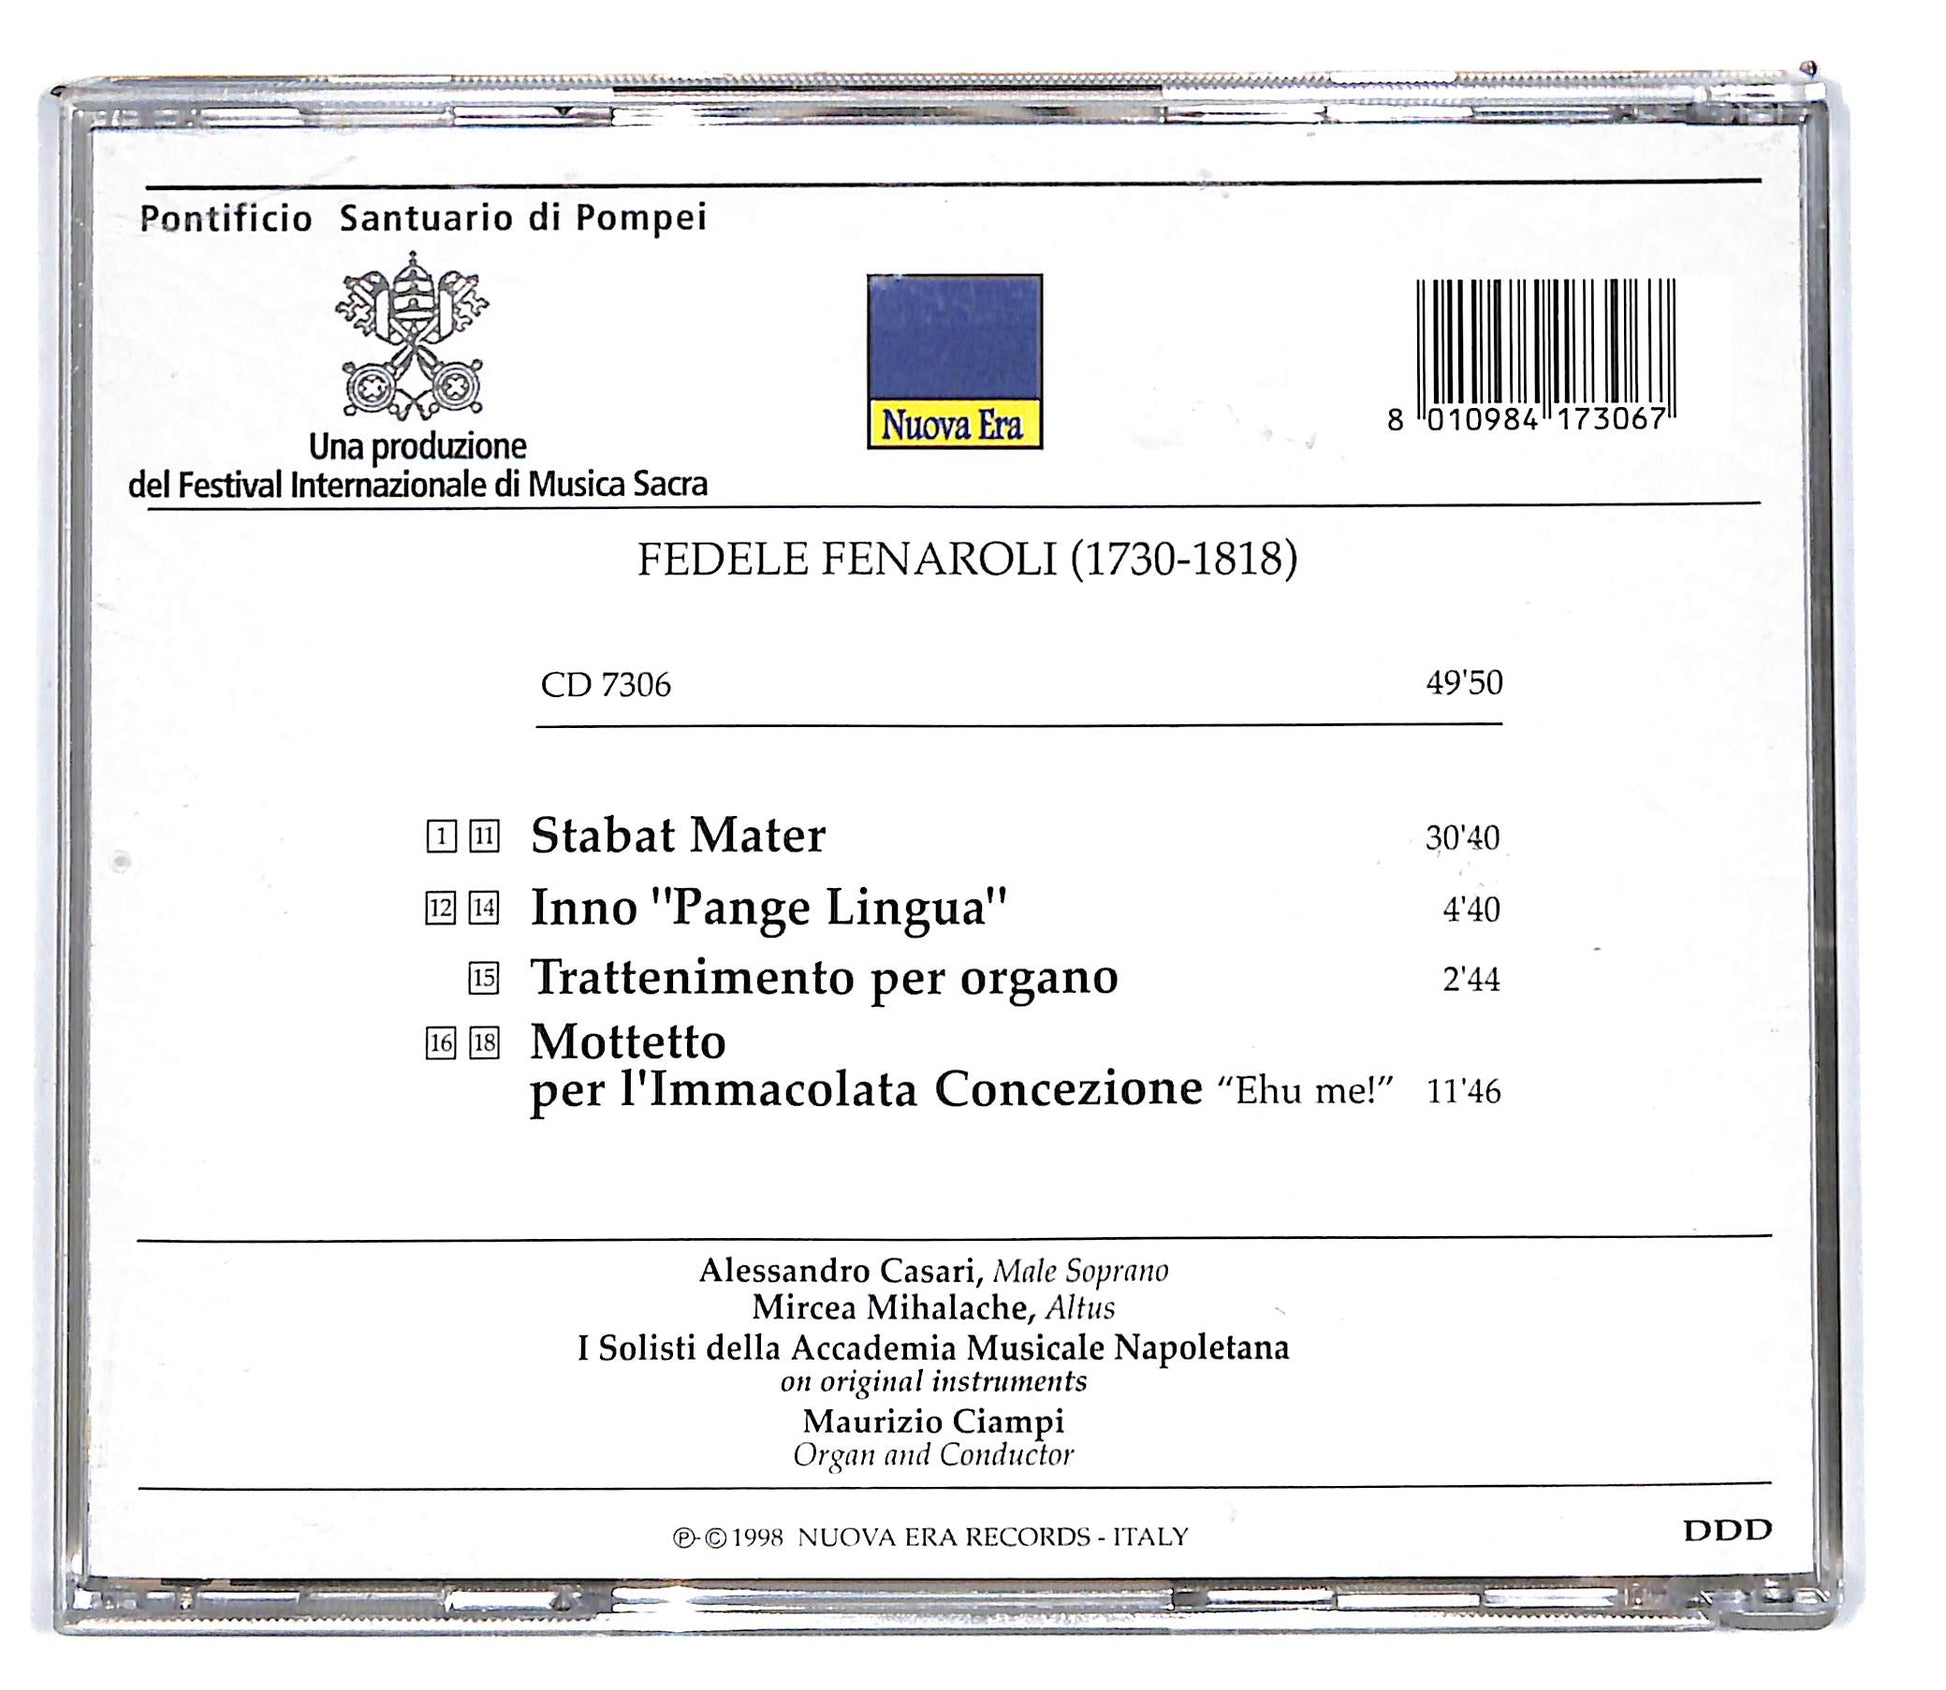 Pontificio Santuario di Pompei
Una produzione
del Festival Internazionale di Musica Sacra
Nuova Era
8 010984 173067
FEDELE FENAROLI (1730-1818)
CD 7306 49'50
1 11 Stabat Mater 30'40
12 14 Inno "Pange Lingua" 4'40
15 Trattenimento per organo 2'44
16 18 Mottetto
per l'Immacolata Concezione “Ehu me!” 11'46
Alessandro Casari, Male Soprano
Mircea Mihalache, Altus
I Solisti della Accademia Musicale Napoletana
on original instruments
Maurizio Ciampi
Organ and Conductor
℗-© 1998 NUOVA ERA RECORDS - ITALY
DDD